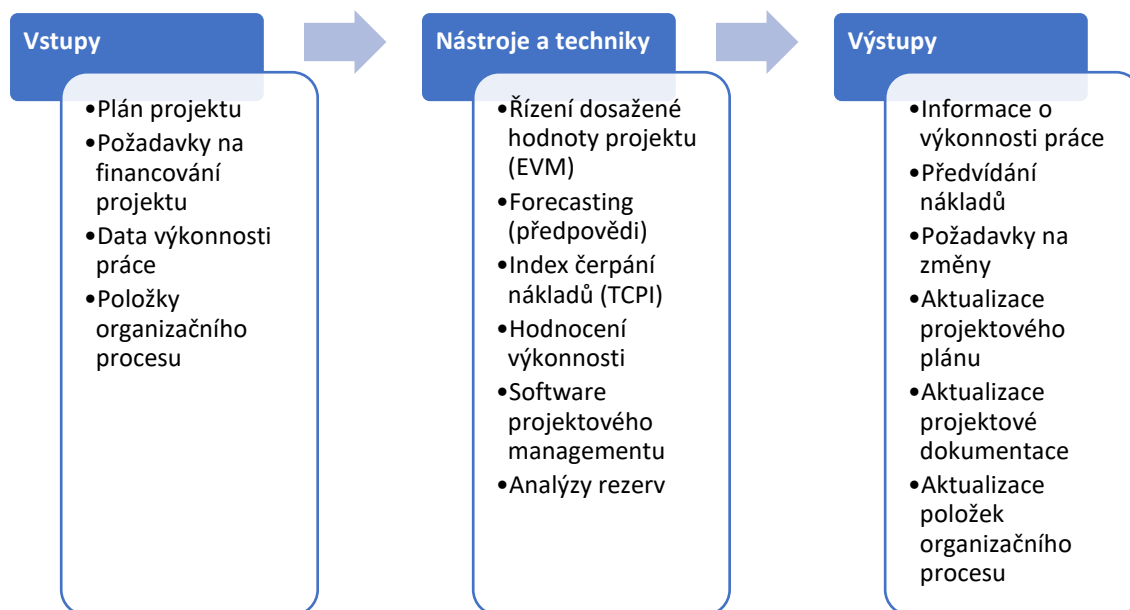 Vstupy
•Plán projektu
•Požadavky na
financování
projektu
•Data výkonnosti
práce
•Položky
organizačního
procesu
Nástroje a techniky
•Řízení dosažené
hodnoty projektu
(EVM)
•Forecasting
(předpovědi)
•Index čerpání
nákladů (TCPI)
•Hodnocení
výkonnosti
•Software
projektového
managementu
•Analýzy rezerv
Výstupy
•Informace o
výkonnosti práce
•Předvídání
nákladů
•Požadavky na
změny
•Aktualizace
projektového
plánu
•Aktualizace
projektové
dokumentace
•Aktualizace
položek
organizačního
procesu